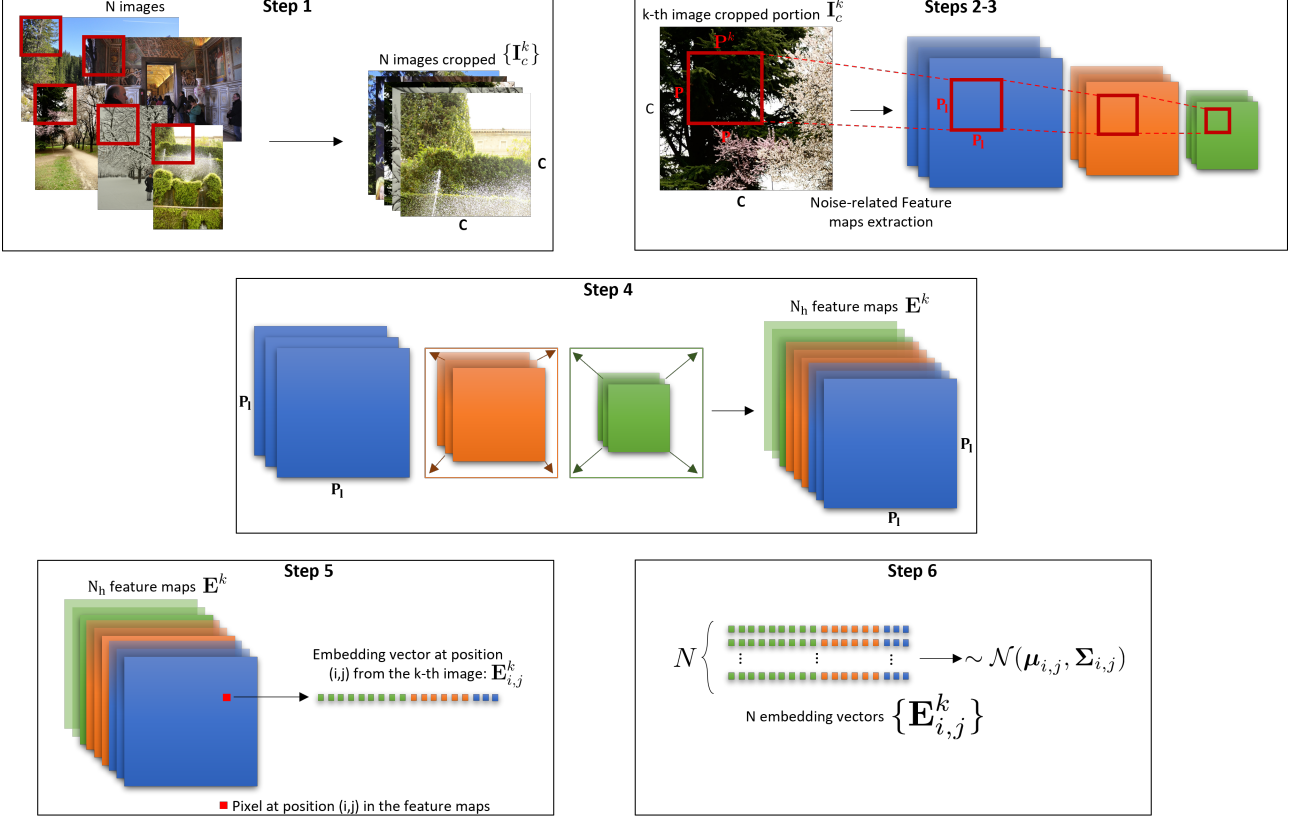 Step 1
N images
N images cropped {I_c^k}
C
C
Steps 2-3
k-th image cropped portion I_c^k
P^k
P
P
C
C
P_l
P_l
Noise-related Feature
maps extraction
Step 4
P_l
P_l
N_h feature maps E^k
P_l
P_l
Step 5
N_h feature maps E^k
Embedding vector at position
(i,j) from the k-th image: E_{i,j}^k
Pixel at position (i,j) in the feature maps
Step 6
N { ⋮ ⋮ ⋮ ∼ 𝒩(μ_{i,j}, Σ_{i,j})
N embedding vectors {E_{i,j}^k}